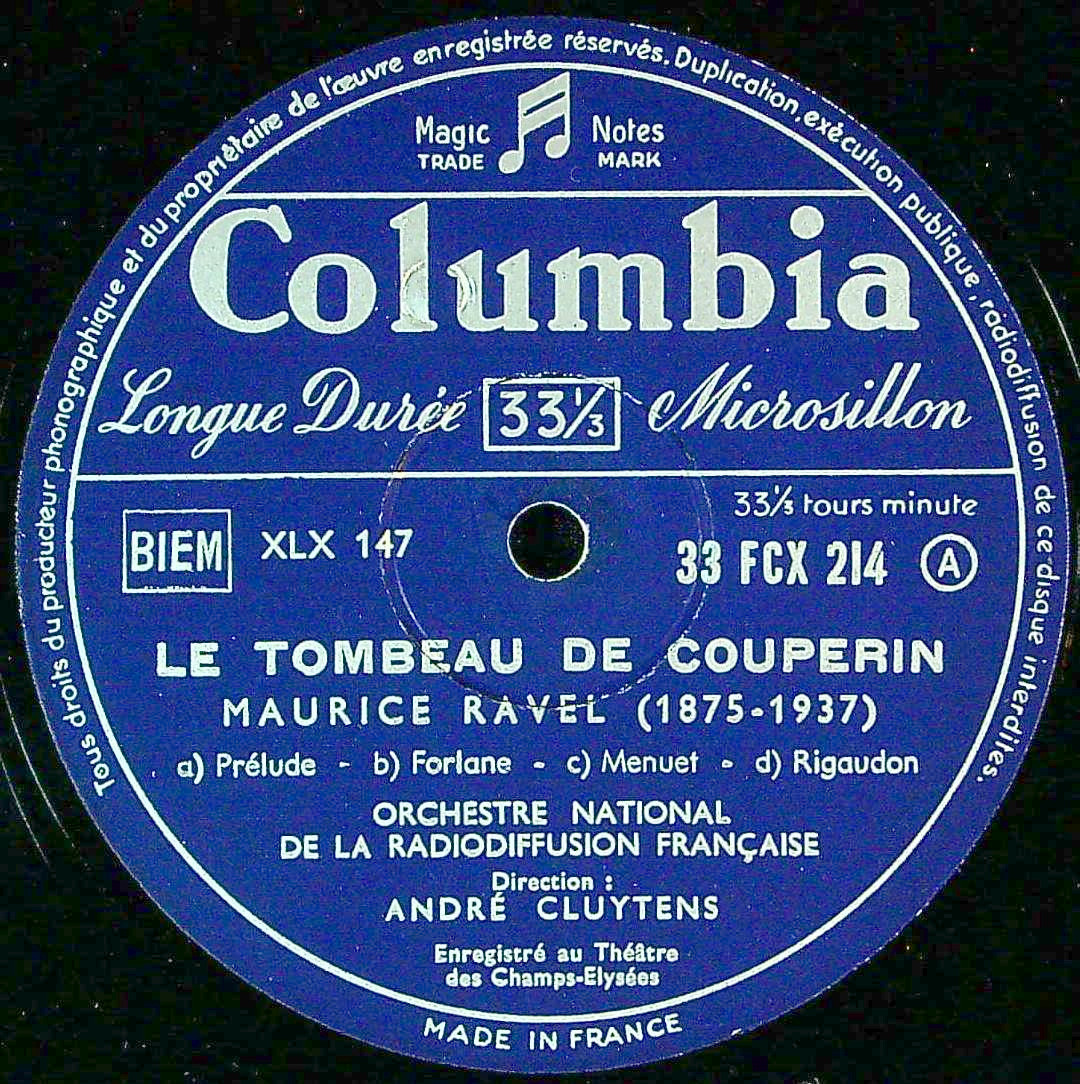 Tous droits du producteur phonographique et du propriétaire de l'œuvre enregistrée réservés. Duplication, exécution publique, radiodiffusion de ce disque interdites.
Magic Notes
TRADE MARK
Columbia
Longue Durée 33⅓ Microsillon
33⅓ tours minute
BIEM XLX 147 33 FCX 214 A
LE TOMBEAU DE COUPERIN
MAURICE RAVEL (1875-1937)
a) Prélude - b) Forlane - c) Menuet - d) Rigaudon
ORCHESTRE NATIONAL
DE LA RADIODIFFUSION FRANÇAISE
Direction :
ANDRÉ CLUYTENS
Enregistré au Théâtre
des Champs-Elysées
MADE IN FRANCE